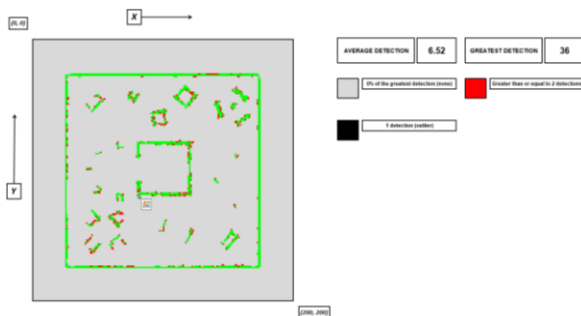 X
(0, 0)
AVERAGE DETECTION 6.52 GREATEST DETECTION 36
0% of the greatest detection (none) Greater than or equal to 2 detections
1 detection (outlier)
Y
SD
(200, 200)